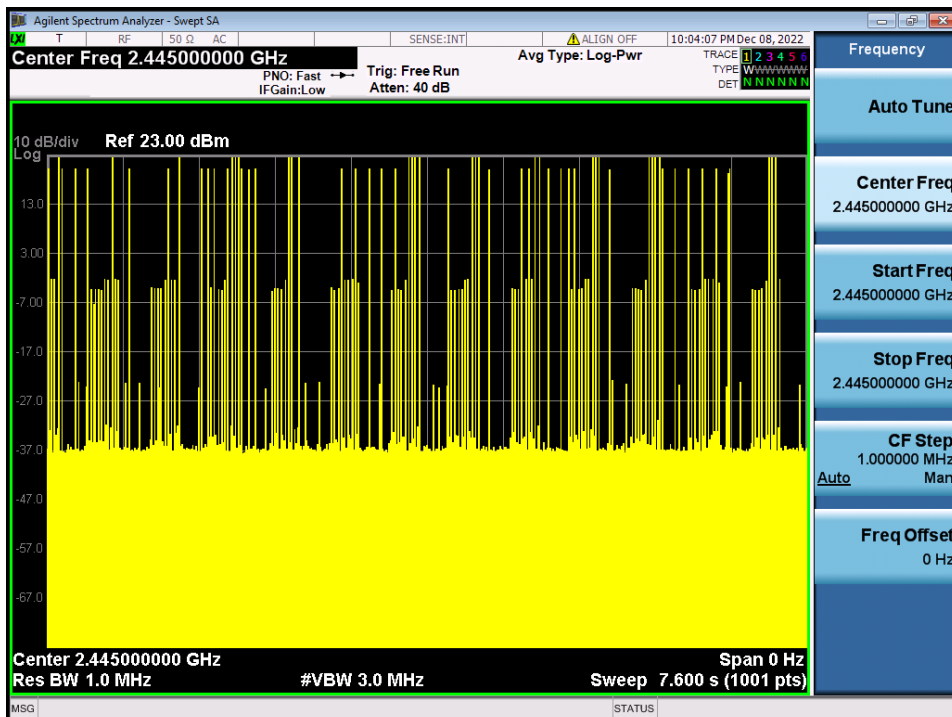 Agilent Spectrum Analyzer - Swept SA
LXI T RF 50 Ω AC SENSE:INT ALIGN OFF 10:04:07 PM Dec 08, 2022
Center Freq 2.445000000 GHz
PNO: Fast
IFGain:Low
Trig: Free Run
Atten: 40 dB
Avg Type: Log-Pwr
TRACE 1 2 3 4 5 6
TYPE WWWWWWW
DET N N N N N N
10 dB/div Ref 23.00 dBm
Log
13.0
3.00
-7.00
-17.0
-27.0
-37.0
-47.0
-57.0
-67.0
Center 2.445000000 GHz Span 0 Hz
Res BW 1.0 MHz #VBW 3.0 MHz Sweep 7.600 s (1001 pts)
MSG STATUS
Frequency
Auto Tune
Center Freq
2.445000000 GHz
Start Freq
2.445000000 GHz
Stop Freq
2.445000000 GHz
CF Step
1.000000 MHz
Auto Man
Freq Offset
0 Hz